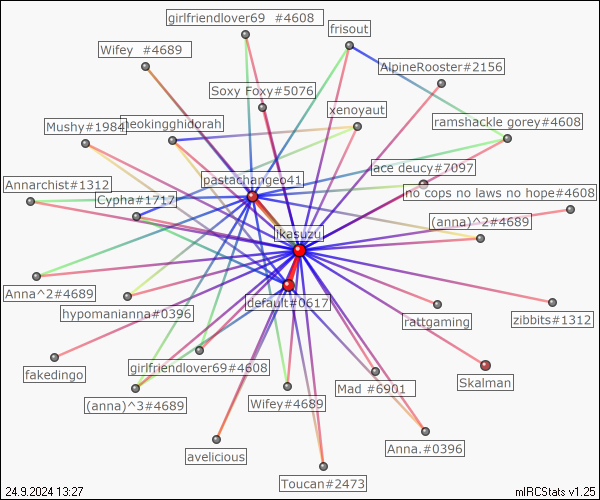 girlfriendlover69 #4608
frisout
Wifey #4689
AlpineRooster#2156
Soxy Foxy#5076
xenoyaut
ramshackle gorey#4608
Mushy#1984
neokingghidorah
ace deucy#7097
pastachangeo41
Annarchist#1312
no cops no laws no hope#4608
Cypha#1717
(anna)^2#4689
ikasuzu
Anna^2#4689
default#0617
hypomanianna#0396
rattgaming
zibbits#1312
fakedingo
girlfriendlover69#4608
Mad #6901
Skalman
(anna)^3#4689
Wifey#4689
Anna.#0396
avelicious
Toucan#2473
24.9.2024 13:27
mIRCStats v1.25